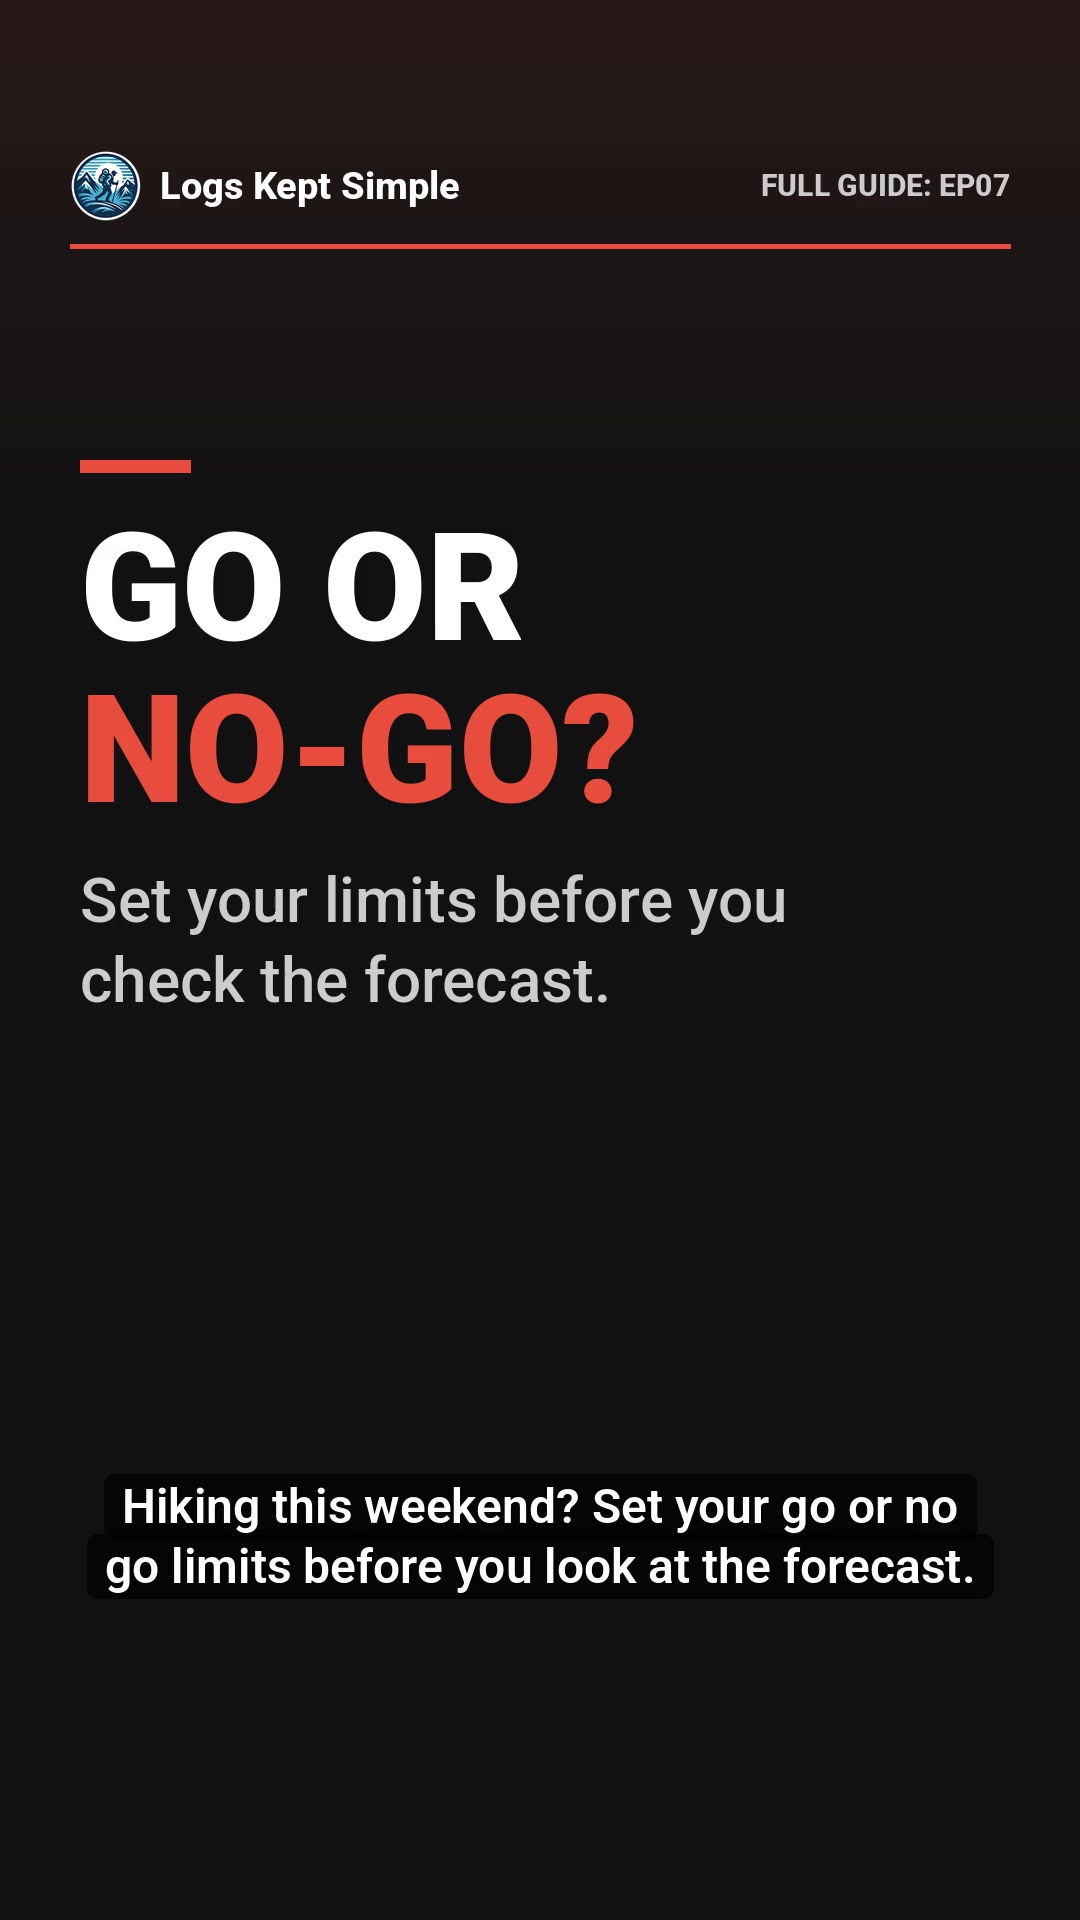 Logs Kept Simple
FULL GUIDE: EP07
GO OR
NO-GO?
Set your limits before you
check the forecast.
Hiking this weekend? Set your go or no
go limits before you look at the forecast.